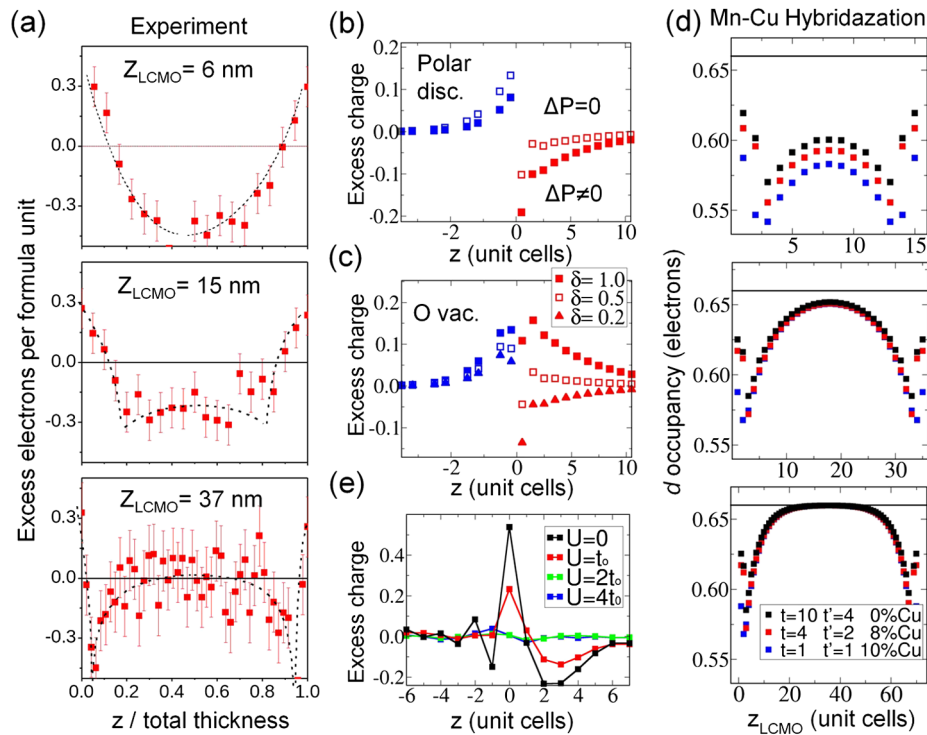 (a)
Experiment
Excess electrons per formula unit
Z_LCMO= 6 nm
0.3
0.0
-0.3
Z_LCMO= 15 nm
0.3
0.0
-0.3
Z_LCMO= 37 nm
0.3
0.0
-0.3
0.0 0.2 0.4 0.6 0.8 1.0
z / total thickness
(b)
Excess charge
Polar
disc.
ΔP=0
ΔP≠0
0.1
0.0
-0.1
-0.2
-2 0 5 10
z (unit cells)
(c)
Excess charge
O vac.
δ= 1.0
δ= 0.5
δ= 0.2
0.2
0.1
0.0
-0.1
-2 0 5 10
z (unit cells)
(e)
Excess charge
U=0
U=t₀
U=2t₀
U=4t₀
0.4
0.2
0.0
-0.2
-6 -4 -2 0 2 4 6
z (unit cells)
(d)
Mn-Cu Hybridazation
d occupancy (electrons)
0.65
0.60
0.55
5 10 15
0.65
0.60
0.55
10 20 30
0.65
0.60
0.55
t=10 t'=4 0%Cu
t=4 t'=2 8%Cu
t=1 t'=1 10%Cu
0 20 40 60
z_LCMO (unit cells)